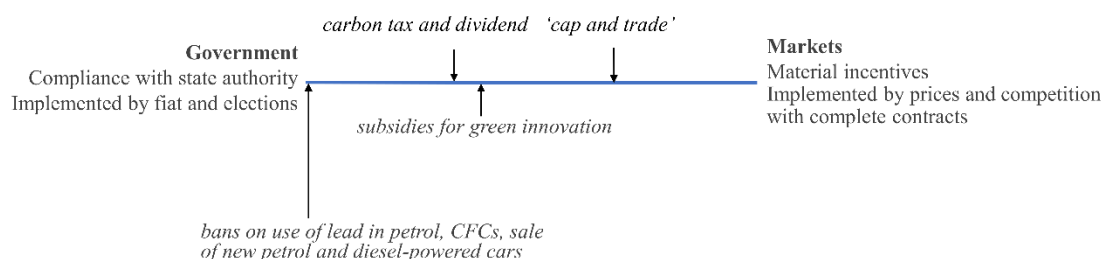 carbon tax and dividend
‘cap and trade’
Government
Compliance with state authority
Implemented by fiat and elections
Markets
Material incentives
Implemented by prices and competition
with complete contracts
subsidies for green innovation
bans on use of lead in petrol, CFCs, sale
of new petrol and diesel-powered cars